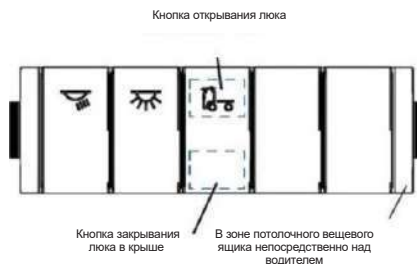 Кнопка открывания люка
Кнопка закрывания
люка в крыше
В зоне потолочного вещевого
ящика непосредственно над
водителем